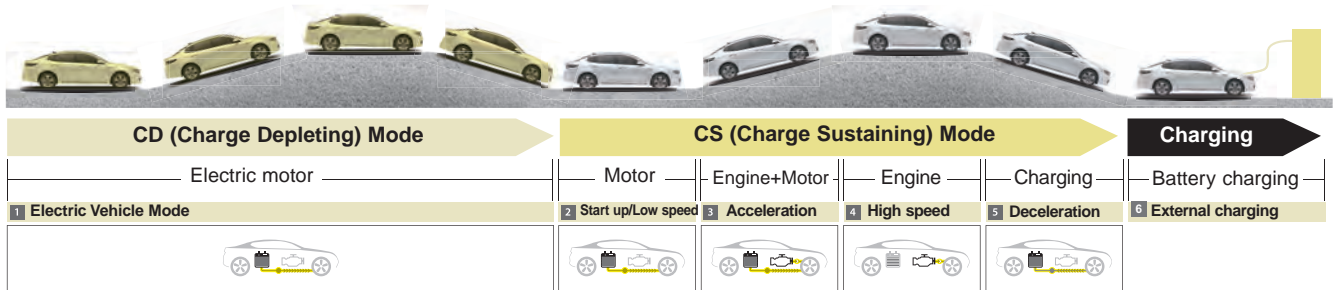 CD (Charge Depleting) Mode
CS (Charge Sustaining) Mode
Charging
Electric motor
Motor
Engine+Motor
Engine
Charging
Battery charging
1 Electric Vehicle Mode
2 Start up/Low speed
3 Acceleration
4 High speed
5 Deceleration
6 External charging